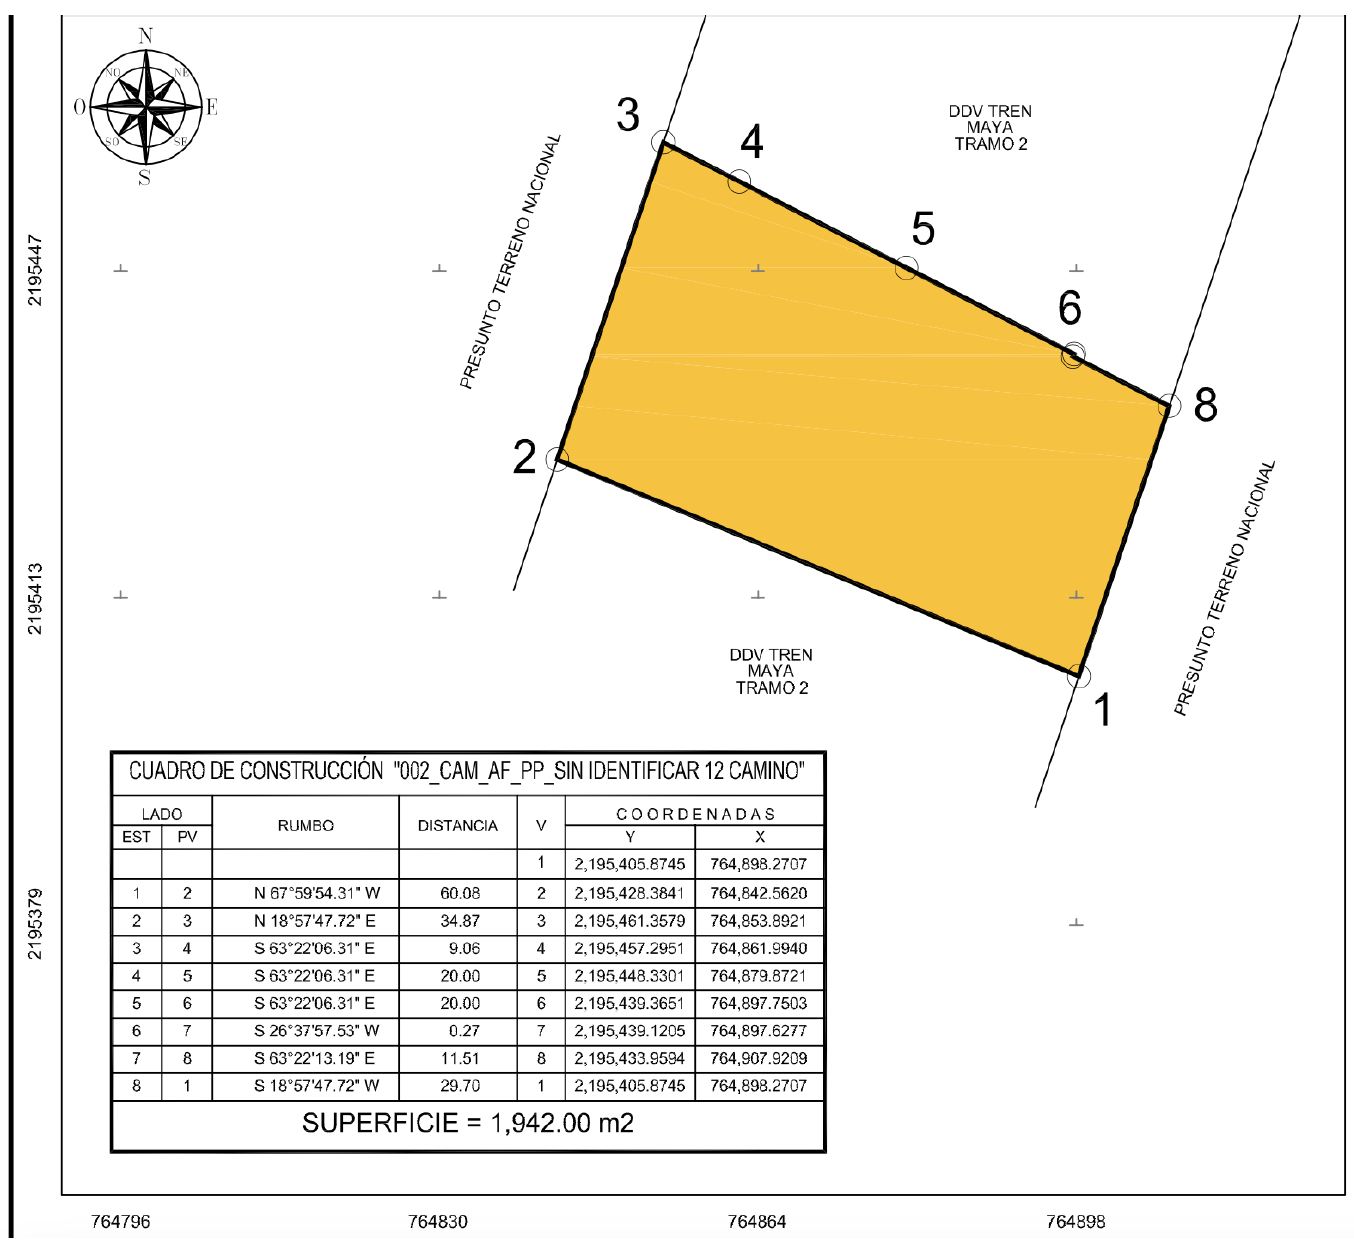 N
NO
NE
O
E
SO
SE
S
3
4
5
6
8
2
1
DDV TREN
MAYA
TRAMO 2
PRESUNTO TERRENO NACIONAL
PRESUNTO TERRENO NACIONAL
DDV TREN
MAYA
TRAMO 2
2195447
2195413
2195379
CUADRO DE CONSTRUCCIÓN "002_CAM_AF_PP_SIN IDENTIFICAR 12 CAMINO"
LADO RUMBO DISTANCIA V COORDENADAS
EST PV Y X
1 2,195,405.8745 764,898.2707
1 2 N 67°59'54.31" W 60.08 2 2,195,428.3841 764,842.5620
2 3 N 18°57'47.72" E 34.87 3 2,195,461.3579 764,853.8921
3 4 S 63°22'06.31" E 9.06 4 2,195,457.2951 764,861.9940
4 5 S 63°22'06.31" E 20.00 5 2,195,448.3301 764,879.8721
5 6 S 63°22'06.31" E 20.00 6 2,195,439.3651 764,897.7503
6 7 S 26°37'57.53" W 0.27 7 2,195,439.1205 764,897.6277
7 8 S 63°22'13.19" E 11.51 8 2,195,433.9594 764,907.9209
8 1 S 18°57'47.72" W 29.70 1 2,195,405.8745 764,898.2707
SUPERFICIE = 1,942.00 m2
764796 764830 764864 764898